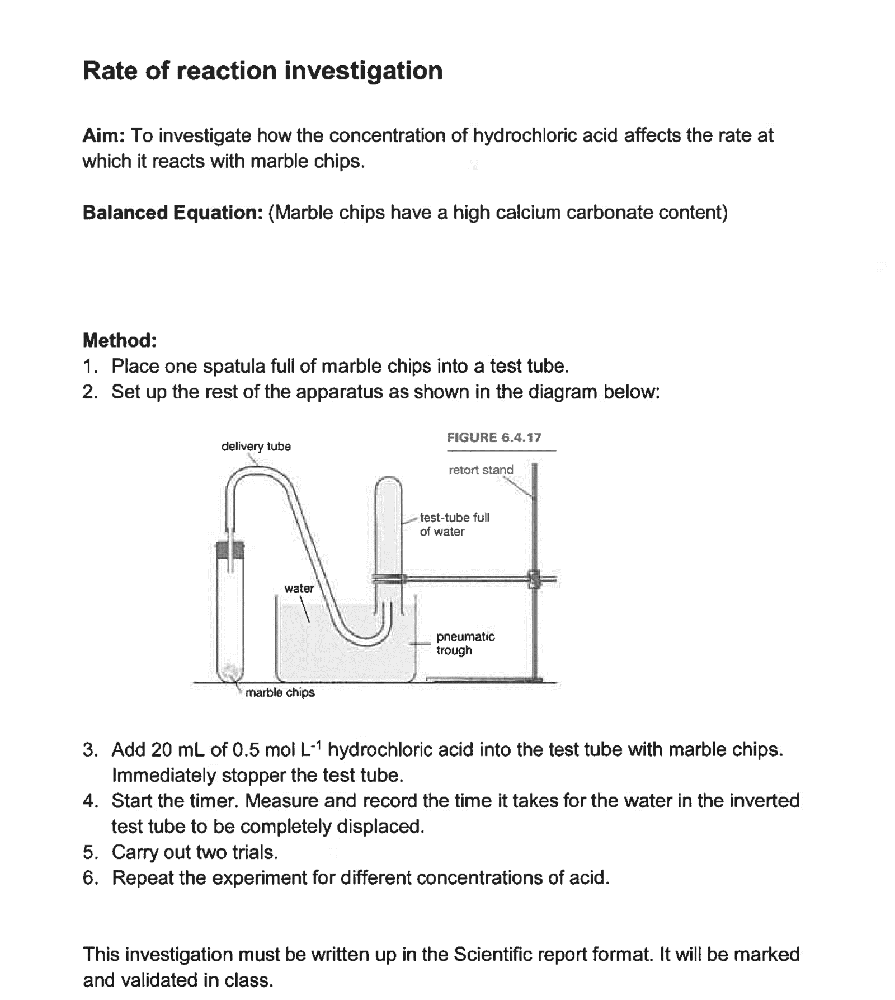 Rate of reaction investigation
Aim: To investigate how the concentration of hydrochloric acid affects the rate at
which it reacts with marble chips.
Balanced Equation: (Marble chips have a high calcium carbonate content)
Method:
1. Place one spatula full of marble chips into a test tube.
2. Set up the rest of the apparatus as shown in the diagram below:
FIGURE 6.4.17
delivery tube
retort stand
test-tube full
of water
water
pneumatic
trough
marble chips
3. Add 20 mL of 0.5 mol L⁻¹ hydrochloric acid into the test tube with marble chips.
Immediately stopper the test tube.
4. Start the timer. Measure and record the time it takes for the water in the inverted
test tube to be completely displaced.
5. Carry out two trials.
6. Repeat the experiment for different concentrations of acid.
This investigation must be written up in the Scientific report format. It will be marked
and validated in class.